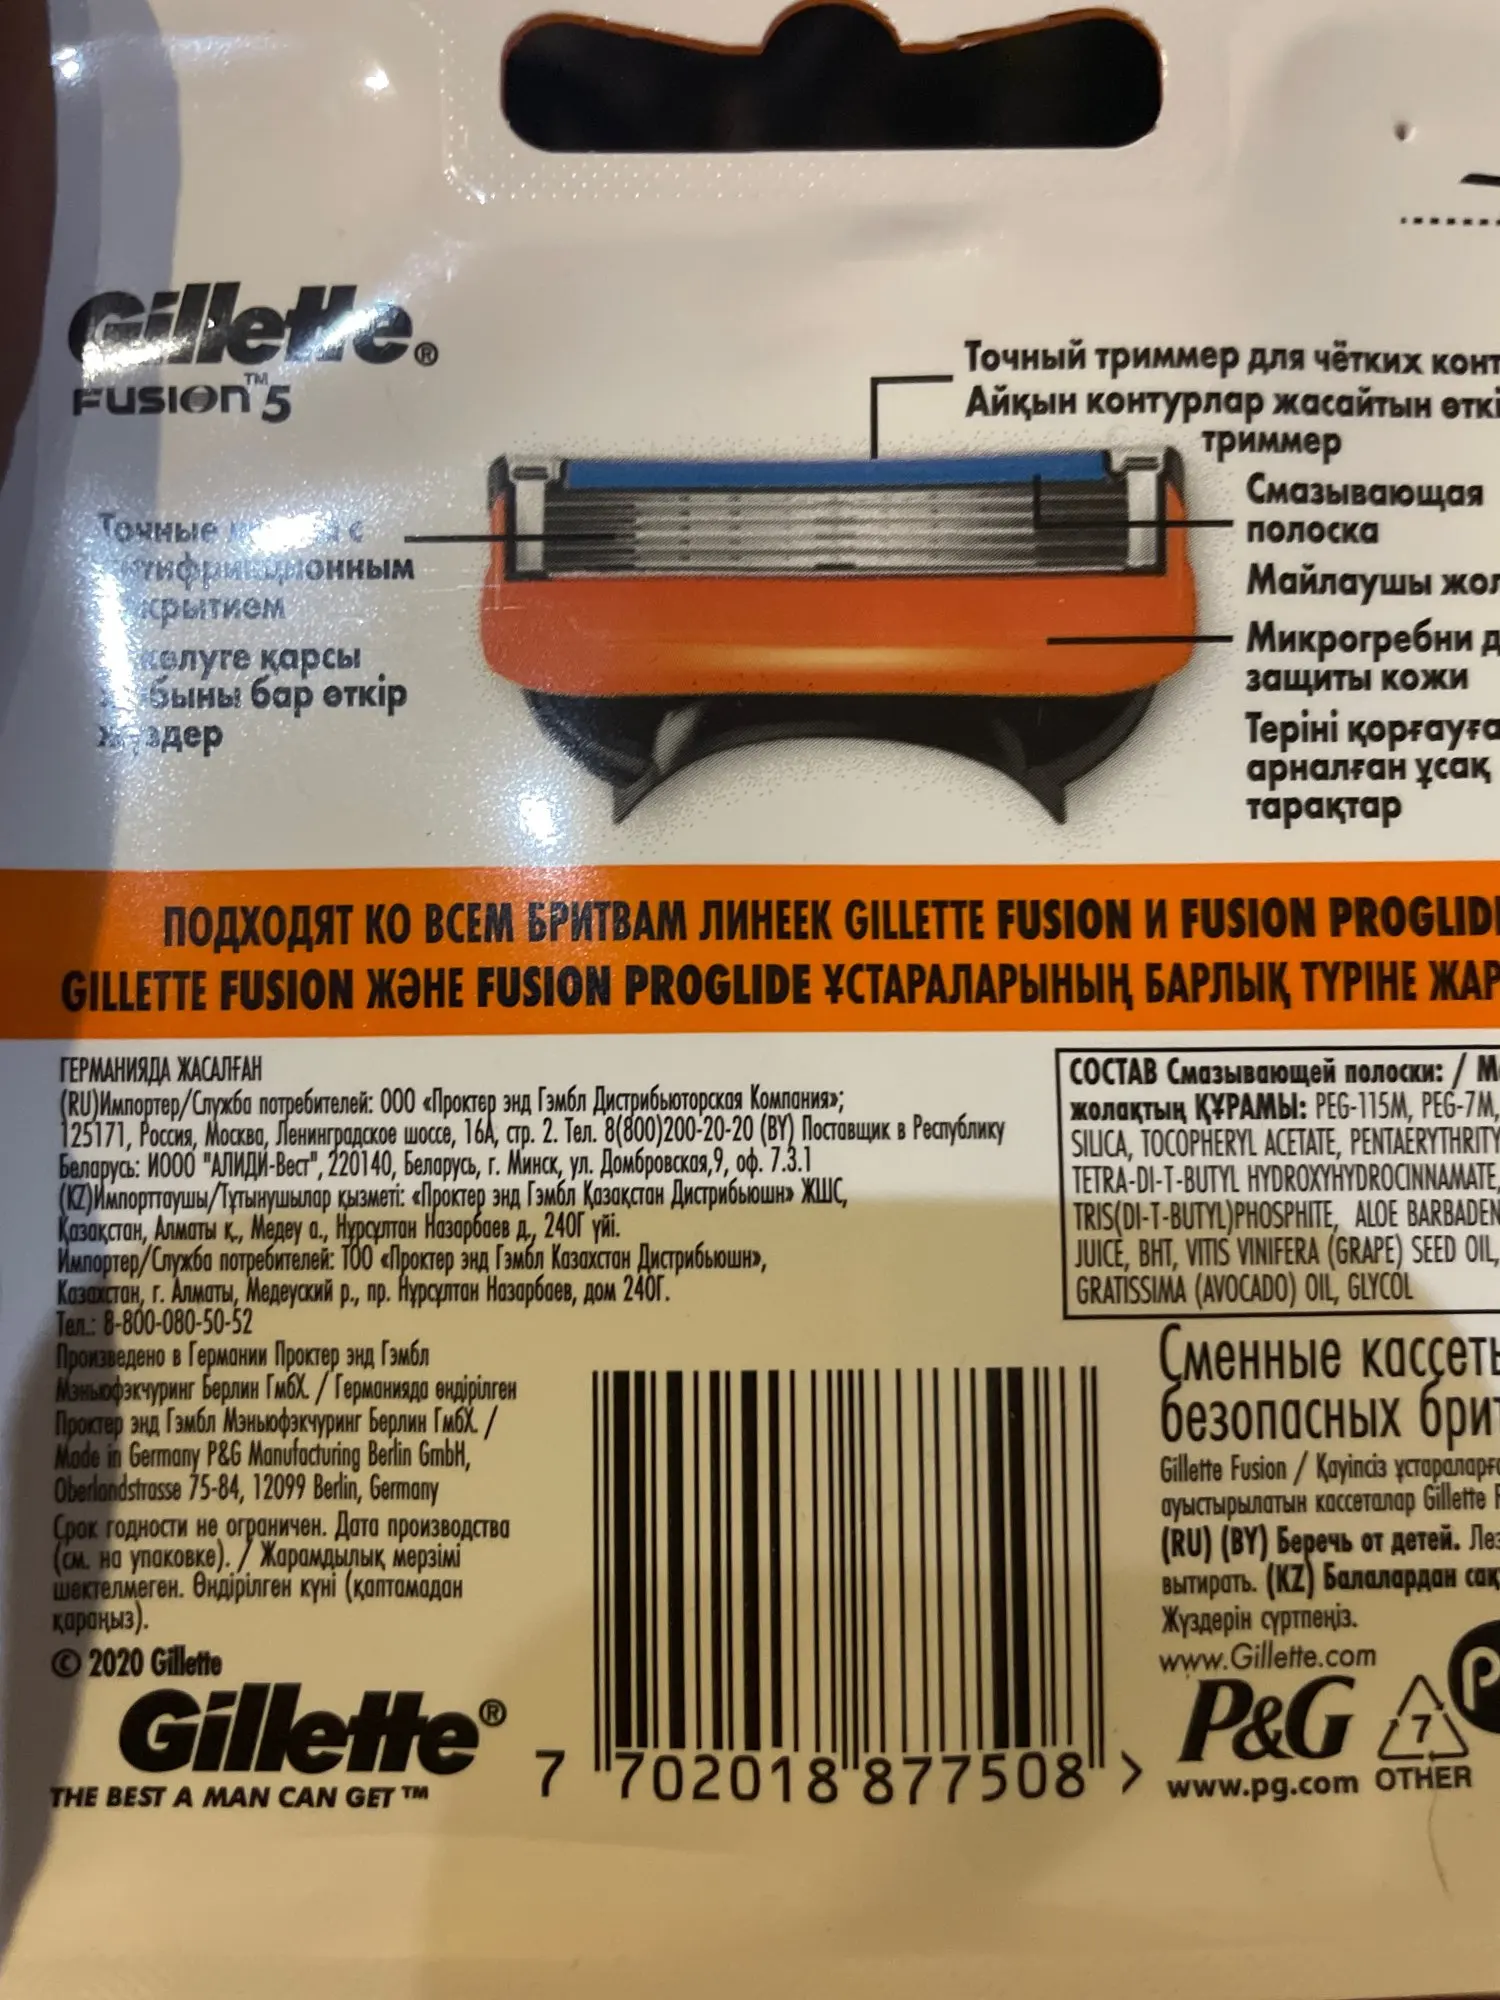 Gillette®
FUSION™5
Точный триммер для чётких конт
Айқын контурлар жасайтын өткі
триммер
Точные с
онным
крытием
келуге қарсы
быны бар өткір
здер
Смазывающая
полоска
Майлаушы жол
Микрогребни д
защиты кожи
Теріні қорғауға
арналған ұсақ
тарақтар
ПОДХОДЯТ КО ВСЕМ БРИТВАМ ЛИНЕЕК GILLETTE FUSION И FUSION PROGLIDE
GILLETTE FUSION ЖӘНЕ FUSION PROGLIDE ҰСТАРАЛАРЫНЫҢ БАРЛЫҚ ТҮРІНЕ ЖАР
ГЕРМАНИЯДА ЖАСАЛҒАН
(RU)Импортер/Служба потребителей: ООО «Проктер энд Гэмбл Дистрибьюторская Компания»;
125171, Россия, Москва, Ленинградское шоссе, 16А, стр. 2. Тел. 8(800)200-20-20 (BY) Поставщик в Республику
Беларусь: ИООО "АЛИДИ-Вест", 220140, Беларусь, г. Минск, ул. Домбровская,9, оф. 7.3.1
(KZ)Импорттаушы/Тұтынушылар қызметі: «Проктер энд Гэмбл Қазақстан Дистрибьюшн» ЖШС,
Қазақстан, Алматы қ., Медеу а., Нұрсұлтан Назарбаев д., 240Г үйі.
Импортер/Служба потребителей: ТОО «Проктер энд Гэмбл Казахстан Дистрибьюшн»,
Казахстан, г. Алматы, Медеуский р., пр. Нұрсұлтан Назарбаев, дом 240Г.
Тел.: 8-800-080-50-52
Произведено в Германии Проктер энд Гэмбл
Мэньюфэкчуринг Берлин ГмбХ. / Германияда өндірілген
Проктер энд Гэмбл Мэньюфэкчуринг Берлин ГмбХ. /
Made in Germany P&G Manufacturing Berlin GmbH,
Oberlandstrasse 75-84, 12099 Berlin, Germany
Срок годности не ограничен. Дата производства
(см. на упаковке). / Жарамдылық мерзімі
шектелмеген. Өндірілген күні (қаптамадан
қараңыз).
© 2020 Gillette
Gillette®
THE BEST A MAN CAN GET™
7 702018 877508 >
СОСТАВ Смазывающей полоски: / М
жолақтың ҚҰРАМЫ: PEG-115M, PEG-7M,
SILICA, TOCOPHERYL ACETATE, PENTAERYTHRITY
TETRA-DI-T-BUTYL HYDROXYHYDROCINNAMATE,
TRIS(DI-T-BUTYL)PHOSPHITE, ALOE BARBADEN
JUICE, BHT, VITIS VINIFERA (GRAPE) SEED OIL,
GRATISSIMA (AVOCADO) OIL, GLYCOL
Сменные кассеты
безопасных брит
Gillette Fusion / Қауіпсіз ұстараларға
ауыстырылатын кассеталар Gillette F
(RU) (BY) Беречь от детей. Лез
вытирать. (KZ) Балалардан сақ
Жүздерін сүртпеңіз.
www.Gillette.com
P&G
www.pg.com
7
OTHER